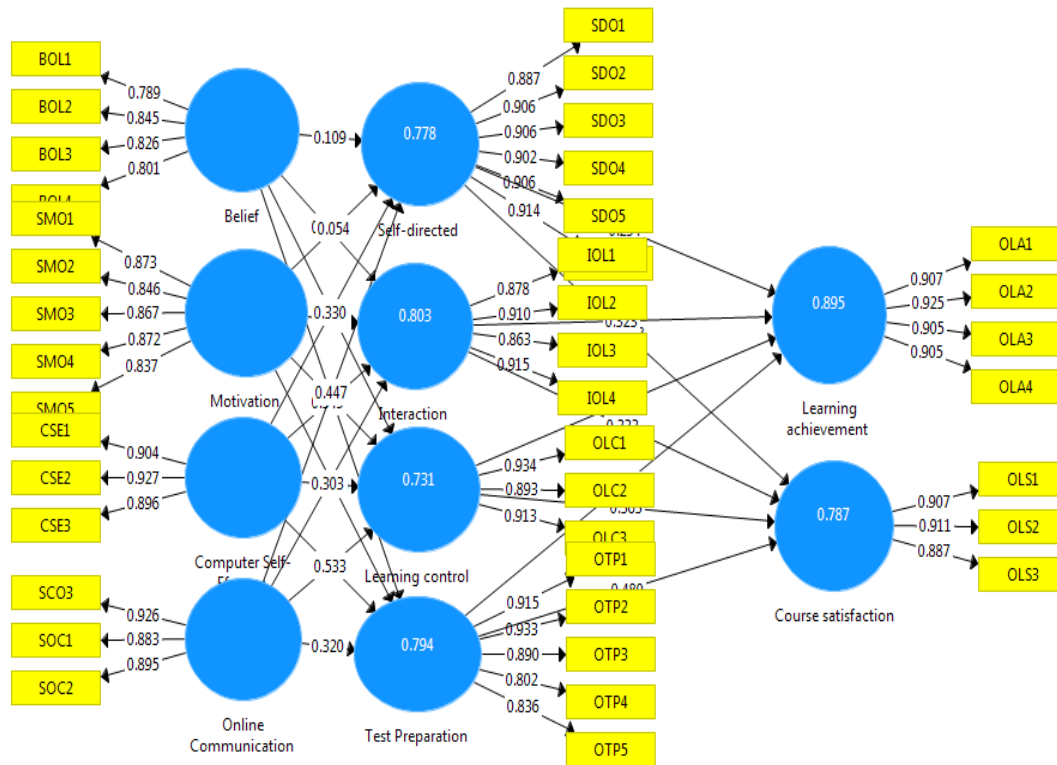 BOL1
BOL2
BOL3
BOL4
0.789
0.845
0.826
0.801
Belief
SMO1
SMO2
SMO3
SMO4
SMO5
0.873
0.846
0.867
0.872
0.837
Motivation
CSE1
CSE2
CSE3
0.904
0.927
0.896
Computer Self-
SCO3
SOC1
SOC2
0.926
0.883
0.895
Online
Communication
0.109
0.054
0.330
0.447
0.303
0.533
0.320
0.778
Self-directed
0.803
Interaction
0.731
Learning control
0.794
Test Preparation
0.887
0.906
0.906
0.902
0.906
0.914
SDO1
SDO2
SDO3
SDO4
SDO5
0.878
0.910
0.863
0.915
IOL1
IOL2
IOL3
IOL4
0.934
0.893
0.913
OLC1
OLC2
OLC3
0.915
0.933
0.890
0.802
0.836
OTP1
OTP2
OTP3
OTP4
OTP5
0.895
Learning
achievement
0.907
0.925
0.905
0.905
OLA1
OLA2
OLA3
OLA4
0.787
Course satisfaction
0.907
0.911
0.887
OLS1
OLS2
OLS3